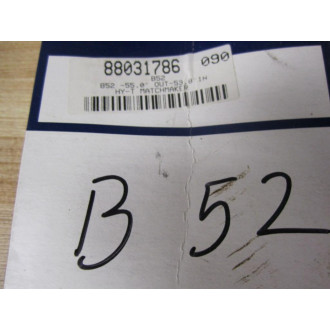 88031786 090
B52
B52 -55.0" OUT-53.0 IN
HY-T MATCHMAKER
B 52